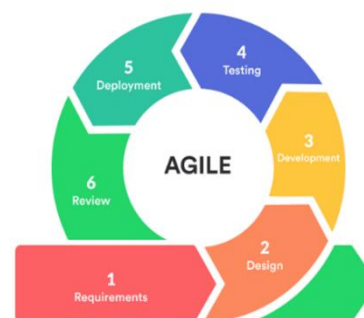 AGILE
1
Requirements
2
Design
3
Development
4
Testing
5
Deployment
6
Review